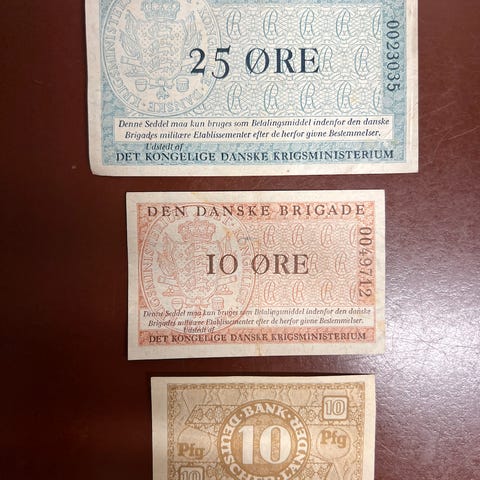 25 ØRE
0023035
Denne Seddel maa kun bruges som Betalingsmiddel indenfor den danske
Brigades militære Etablissementer efter de herfor givne Bestemmelser.
Udstedt af
DET KONGELIGE DANSKE KRIGSMINISTERIUM
DEN DANSKE BRIGADE
0049712
10 ØRE
Denne Seddel maa kun bruges som Betalingsmiddel indenfor den danske
Brigades militære Etablissementer efter de herfor givne Bestemmelser.
Udstedt af
DET KONGELIGE DANSKE KRIGSMINISTERIUM
BANK DEUTSCHER LÄNDER
10
Pfg 10 Pfg
10